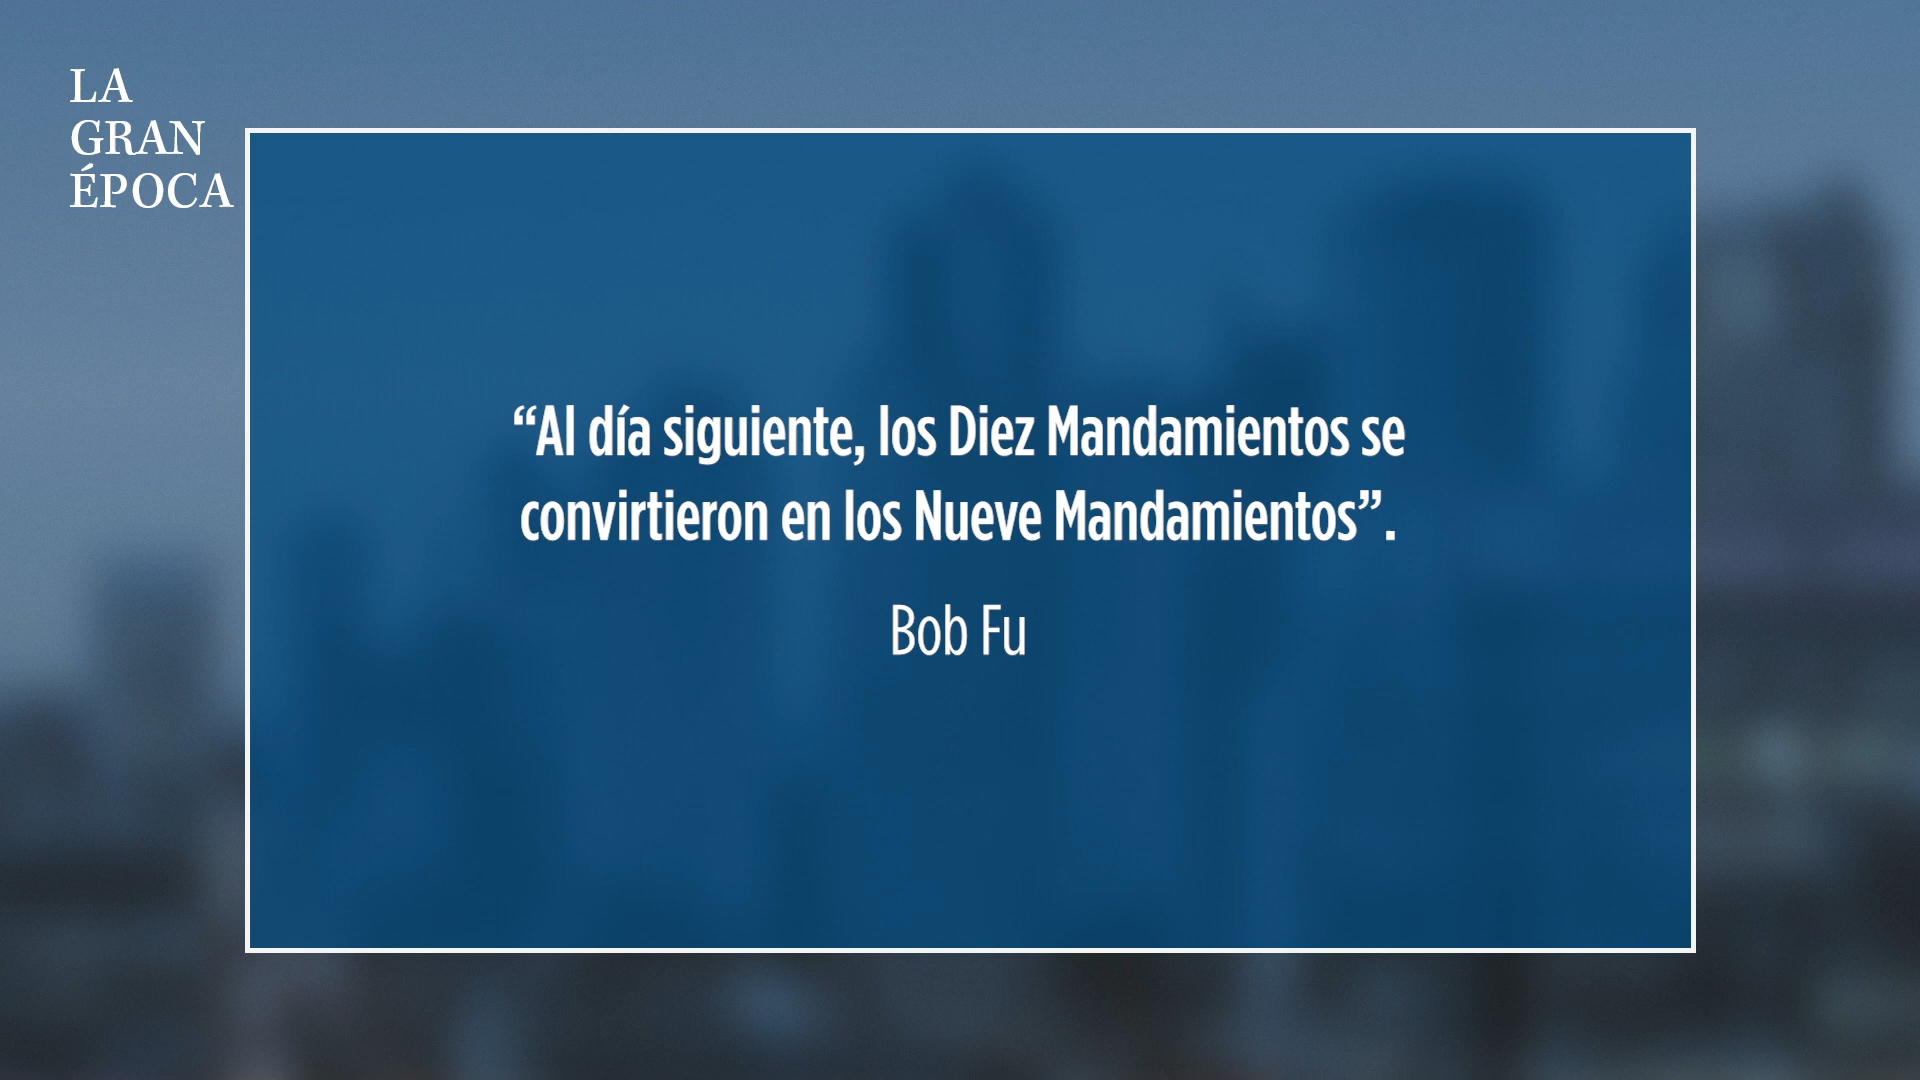 LA
GRAN
ÉPOCA
“Al día siguiente, los Diez Mandamientos se
convirtieron en los Nueve Mandamientos”.
Bob Fu